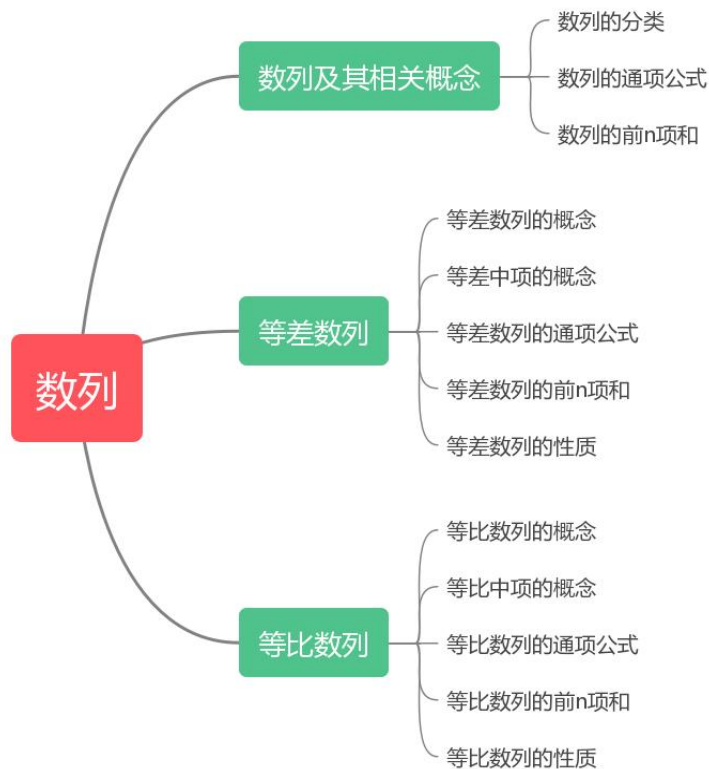 数列
数列及其相关概念
数列的分类
数列的通项公式
数列的前n项和
等差数列
等差数列的概念
等差中项的概念
等差数列的通项公式
等差数列的前n项和
等差数列的性质
等比数列
等比数列的概念
等比中项的概念
等比数列的通项公式
等比数列的前n项和
等比数列的性质